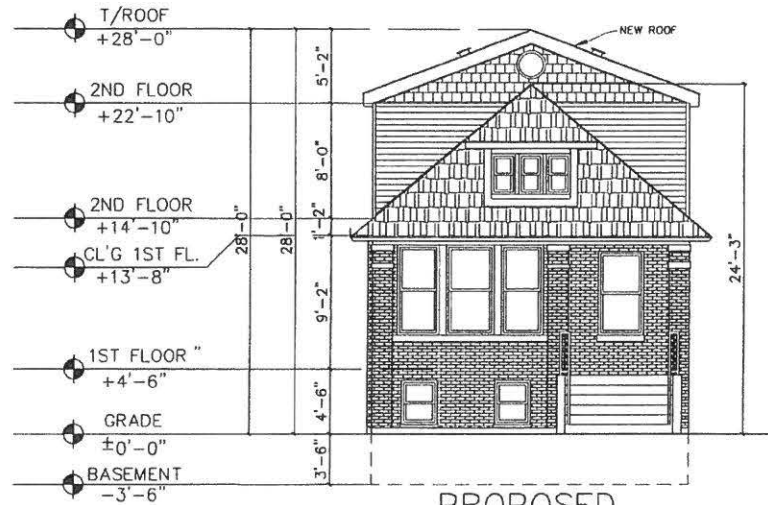 T/ROOF
+28'-0"
NEW ROOF
5'-2"
2ND FLOOR
+22'-10"
8'-0"
2ND FLOOR
+14'-10"
1'-2"
CL'G 1ST FL.
+13'-8"
28'-0"
28'-0"
24'-3"
9'-2"
1ST FLOOR "
+4'-6"
4'-6"
GRADE
±0'-0"
3'-6"
BASEMENT
-3'-6"
PROPOSED